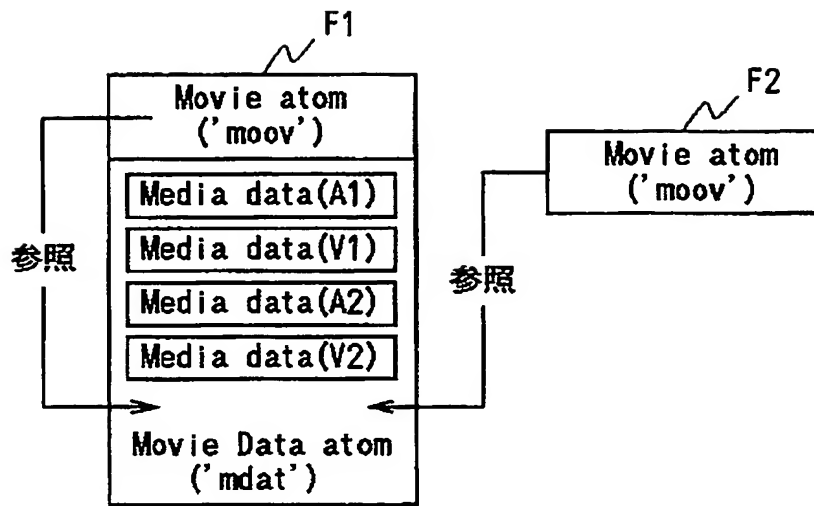 F1
Movie atom
('moov')
Media data(A1)
Media data(V1)
Media data(A2)
Media data(V2)
Movie Data atom
('mdat')
参照
F2
Movie atom
('moov')
参照